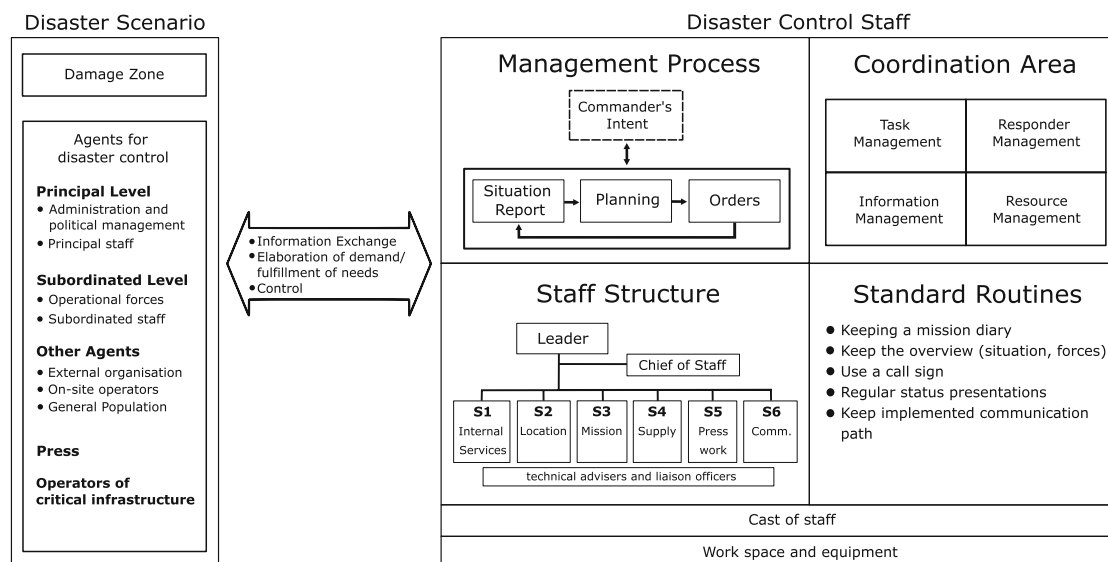 Disaster Scenario
Damage Zone
Agents for
disaster control
Principal Level
• Administration and
political management
• Principal staff
Subordinated Level
• Operational forces
• Subordinated staff
Other Agents
• External organisation
• On-site operators
• General Population
Press
Operators of
critical infrastructure
• Information Exchange
• Elaboration of demand/
fulfillment of needs
• Control
Disaster Control Staff
Management Process
Commander's
Intent
Situation
Report
Planning
Orders
Coordination Area
Task
Management
Responder
Management
Information
Management
Resource
Management
Staff Structure
Leader
Chief of Staff
S1
Internal
Services
S2
Location
S3
Mission
S4
Supply
S5
Press
work
S6
Comm.
technical advisers and liaison officers
Standard Routines
• Keeping a mission diary
• Keep the overview (situation, forces)
• Use a call sign
• Regular status presentations
• Keep implemented communication
path
Cast of staff
Work space and equipment